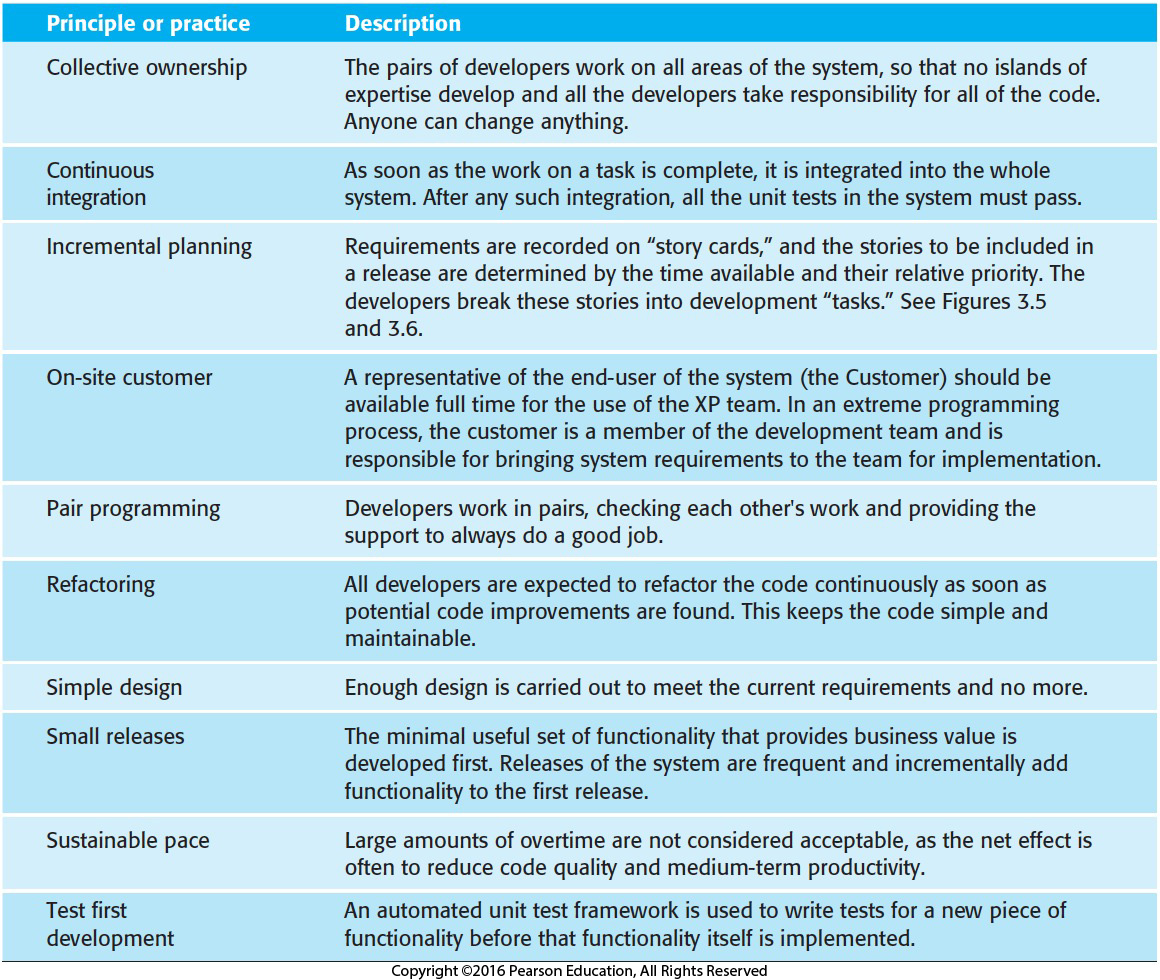 Principle or practice Description
Collective ownership The pairs of developers work on all areas of the system, so that no islands of
expertise develop and all the developers take responsibility for all of the code.
Anyone can change anything.
Continuous As soon as the work on a task is complete, it is integrated into the whole
integration system. After any such integration, all the unit tests in the system must pass.
Incremental planning Requirements are recorded on “story cards,” and the stories to be included in
a release are determined by the time available and their relative priority. The
developers break these stories into development “tasks.” See Figures 3.5
and 3.6.
On-site customer A representative of the end-user of the system (the Customer) should be
available full time for the use of the XP team. In an extreme programming
process, the customer is a member of the development team and is
responsible for bringing system requirements to the team for implementation.
Pair programming Developers work in pairs, checking each other's work and providing the
support to always do a good job.
Refactoring All developers are expected to refactor the code continuously as soon as
potential code improvements are found. This keeps the code simple and
maintainable.
Simple design Enough design is carried out to meet the current requirements and no more.
Small releases The minimal useful set of functionality that provides business value is
developed first. Releases of the system are frequent and incrementally add
functionality to the first release.
Sustainable pace Large amounts of overtime are not considered acceptable, as the net effect is
often to reduce code quality and medium-term productivity.
Test first An automated unit test framework is used to write tests for a new piece of
development functionality before that functionality itself is implemented.
Copyright ©2016 Pearson Education, All Rights Reserved